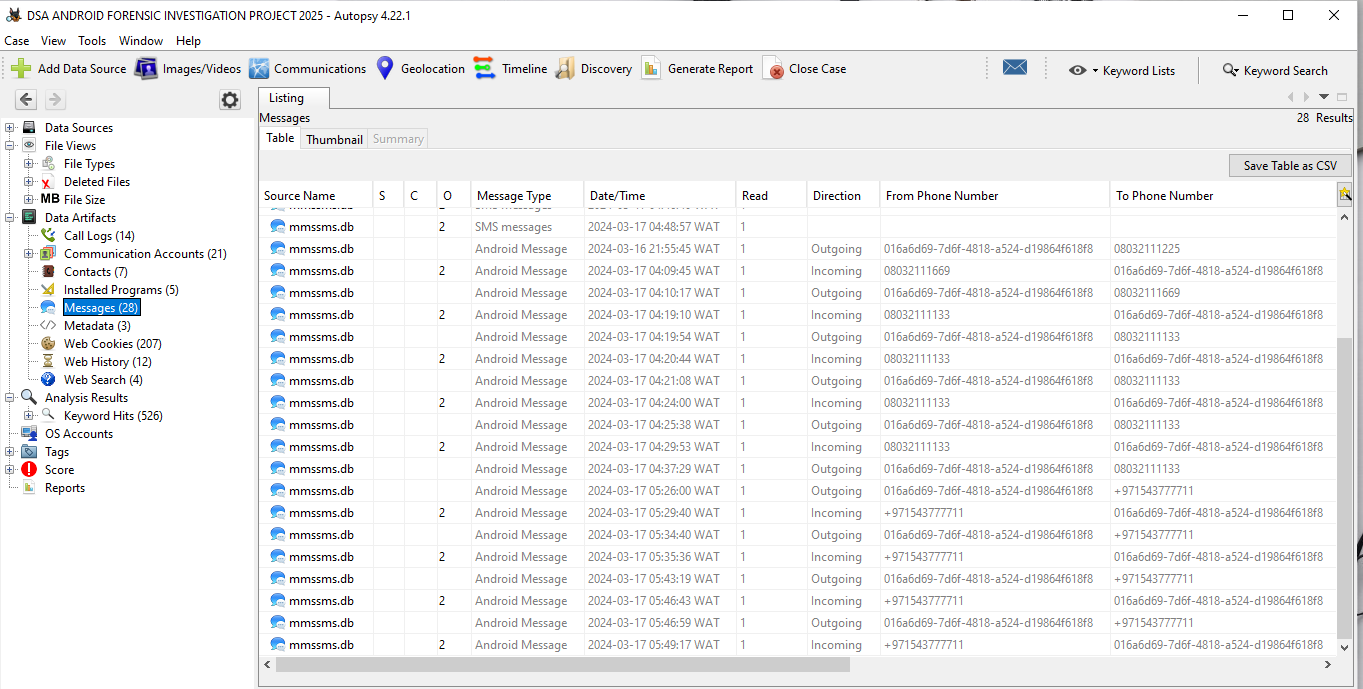 DSA ANDROID FORENSIC INVESTIGATION PROJECT 2025 - Autopsy 4.22.1
Case View Tools Window Help
Add Data Source Images/Videos Communications Geolocation Timeline Discovery Generate Report Close Case Keyword Lists Keyword Search
Data Sources
File Views
File Types
Deleted Files
MB File Size
Data Artifacts
Call Logs (14)
Communication Accounts (21)
Contacts (7)
Installed Programs (5)
Messages (28)
Metadata (3)
Web Cookies (207)
Web History (12)
Web Search (4)
Analysis Results
Keyword Hits (526)
OS Accounts
Tags
Score
Reports
Listing
Messages 28 Results
Table Thumbnail Summary
Save Table as CSV
Source Name S C O Message Type Date/Time Read Direction From Phone Number To Phone Number
mmssms.db 2 SMS messages 2024-03-17 04:48:57 WAT 1
mmssms.db Android Message 2024-03-16 21:55:45 WAT 1 Outgoing 016a6d69-7d6f-4818-a524-d19864f618f8 08032111225
mmssms.db 2 Android Message 2024-03-17 04:09:45 WAT 1 Incoming 08032111669 016a6d69-7d6f-4818-a524-d19864f618f8
mmssms.db Android Message 2024-03-17 04:10:17 WAT 1 Outgoing 016a6d69-7d6f-4818-a524-d19864f618f8 08032111669
mmssms.db 2 Android Message 2024-03-17 04:19:10 WAT 1 Incoming 08032111133 016a6d69-7d6f-4818-a524-d19864f618f8
mmssms.db Android Message 2024-03-17 04:19:54 WAT 1 Outgoing 016a6d69-7d6f-4818-a524-d19864f618f8 08032111133
mmssms.db 2 Android Message 2024-03-17 04:20:44 WAT 1 Incoming 08032111133 016a6d69-7d6f-4818-a524-d19864f618f8
mmssms.db Android Message 2024-03-17 04:21:08 WAT 1 Outgoing 016a6d69-7d6f-4818-a524-d19864f618f8 08032111133
mmssms.db 2 Android Message 2024-03-17 04:24:00 WAT 1 Incoming 08032111133 016a6d69-7d6f-4818-a524-d19864f618f8
mmssms.db Android Message 2024-03-17 04:25:38 WAT 1 Outgoing 016a6d69-7d6f-4818-a524-d19864f618f8 08032111133
mmssms.db 2 Android Message 2024-03-17 04:29:53 WAT 1 Incoming 08032111133 016a6d69-7d6f-4818-a524-d19864f618f8
mmssms.db Android Message 2024-03-17 04:37:29 WAT 1 Outgoing 016a6d69-7d6f-4818-a524-d19864f618f8 08032111133
mmssms.db Android Message 2024-03-17 05:26:00 WAT 1 Outgoing 016a6d69-7d6f-4818-a524-d19864f618f8 +971543777711
mmssms.db 2 Android Message 2024-03-17 05:29:40 WAT 1 Incoming +971543777711 016a6d69-7d6f-4818-a524-d19864f618f8
mmssms.db Android Message 2024-03-17 05:34:40 WAT 1 Outgoing 016a6d69-7d6f-4818-a524-d19864f618f8 +971543777711
mmssms.db 2 Android Message 2024-03-17 05:35:36 WAT 1 Incoming +971543777711 016a6d69-7d6f-4818-a524-d19864f618f8
mmssms.db Android Message 2024-03-17 05:43:19 WAT 1 Outgoing 016a6d69-7d6f-4818-a524-d19864f618f8 +971543777711
mmssms.db 2 Android Message 2024-03-17 05:46:43 WAT 1 Incoming +971543777711 016a6d69-7d6f-4818-a524-d19864f618f8
mmssms.db Android Message 2024-03-17 05:46:59 WAT 1 Outgoing 016a6d69-7d6f-4818-a524-d19864f618f8 +971543777711
mmssms.db 2 Android Message 2024-03-17 05:49:17 WAT 1 Incoming +971543777711 016a6d69-7d6f-4818-a524-d19864f618f8